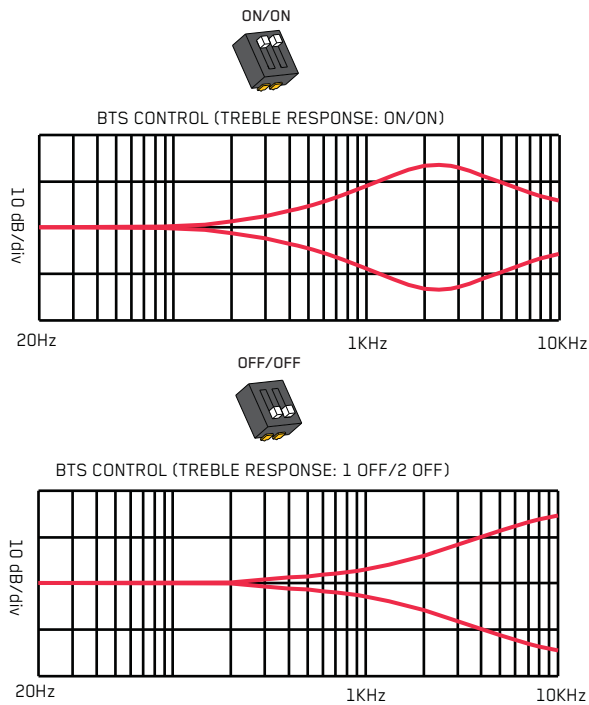 ON/ON
BTS CONTROL (TREBLE RESPONSE: ON/ON)
10 dB/div
20Hz 1KHz 10KHz
OFF/OFF
BTS CONTROL (TREBLE RESPONSE: 1 OFF/2 OFF)
10 dB/div
20Hz 1KHz 10KHz